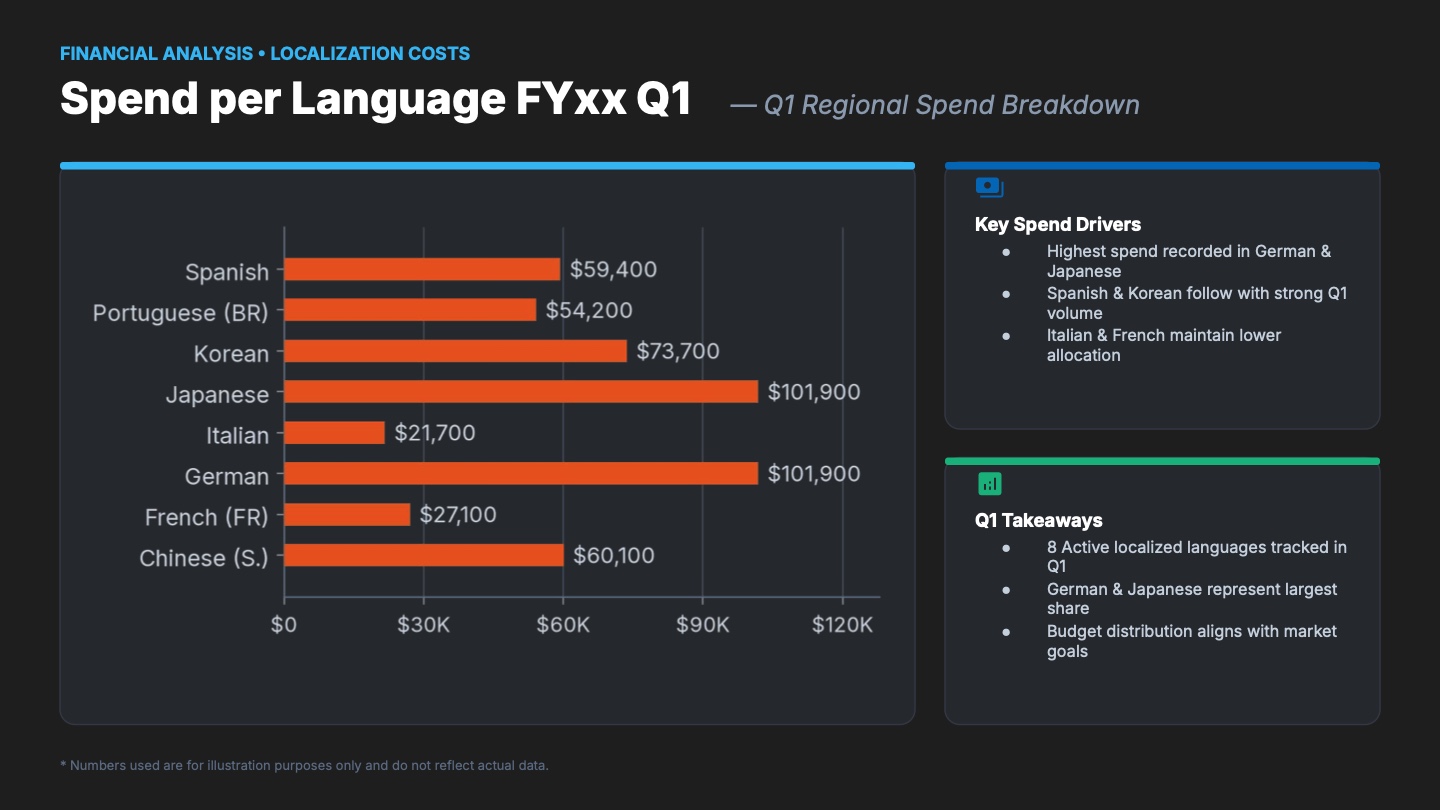 FINANCIAL ANALYSIS • LOCALIZATION COSTS
Spend per Language FYxx Q1 — Q1 Regional Spend Breakdown
Spanish $59,400
Portuguese (BR) $54,200
Korean $73,700
Japanese $101,900
Italian $21,700
German $101,900
French (FR) $27,100
Chinese (S.) $60,100
$0 $30K $60K $90K $120K
Key Spend Drivers
● Highest spend recorded in German &
Japanese
● Spanish & Korean follow with strong Q1
volume
● Italian & French maintain lower
allocation
Q1 Takeaways
● 8 Active localized languages tracked in
Q1
● German & Japanese represent largest
share
● Budget distribution aligns with market
goals
* Numbers used are for illustration purposes only and do not reflect actual data.